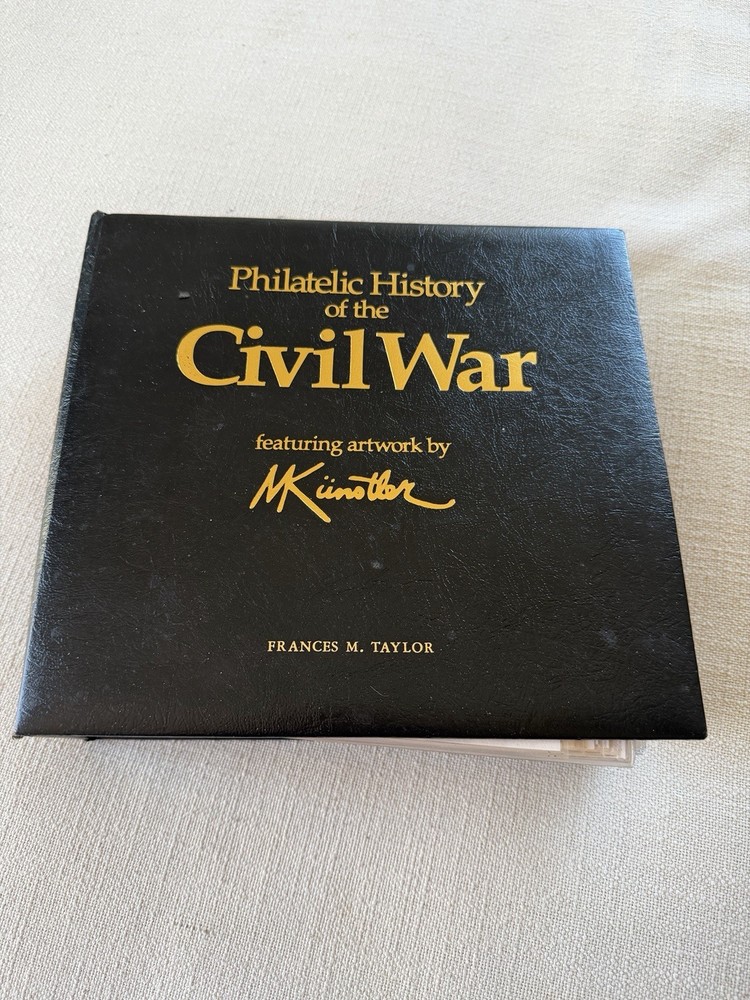 Philatelic History
of the
Civil War
featuring artwork by
MKünstler
FRANCES M. TAYLOR